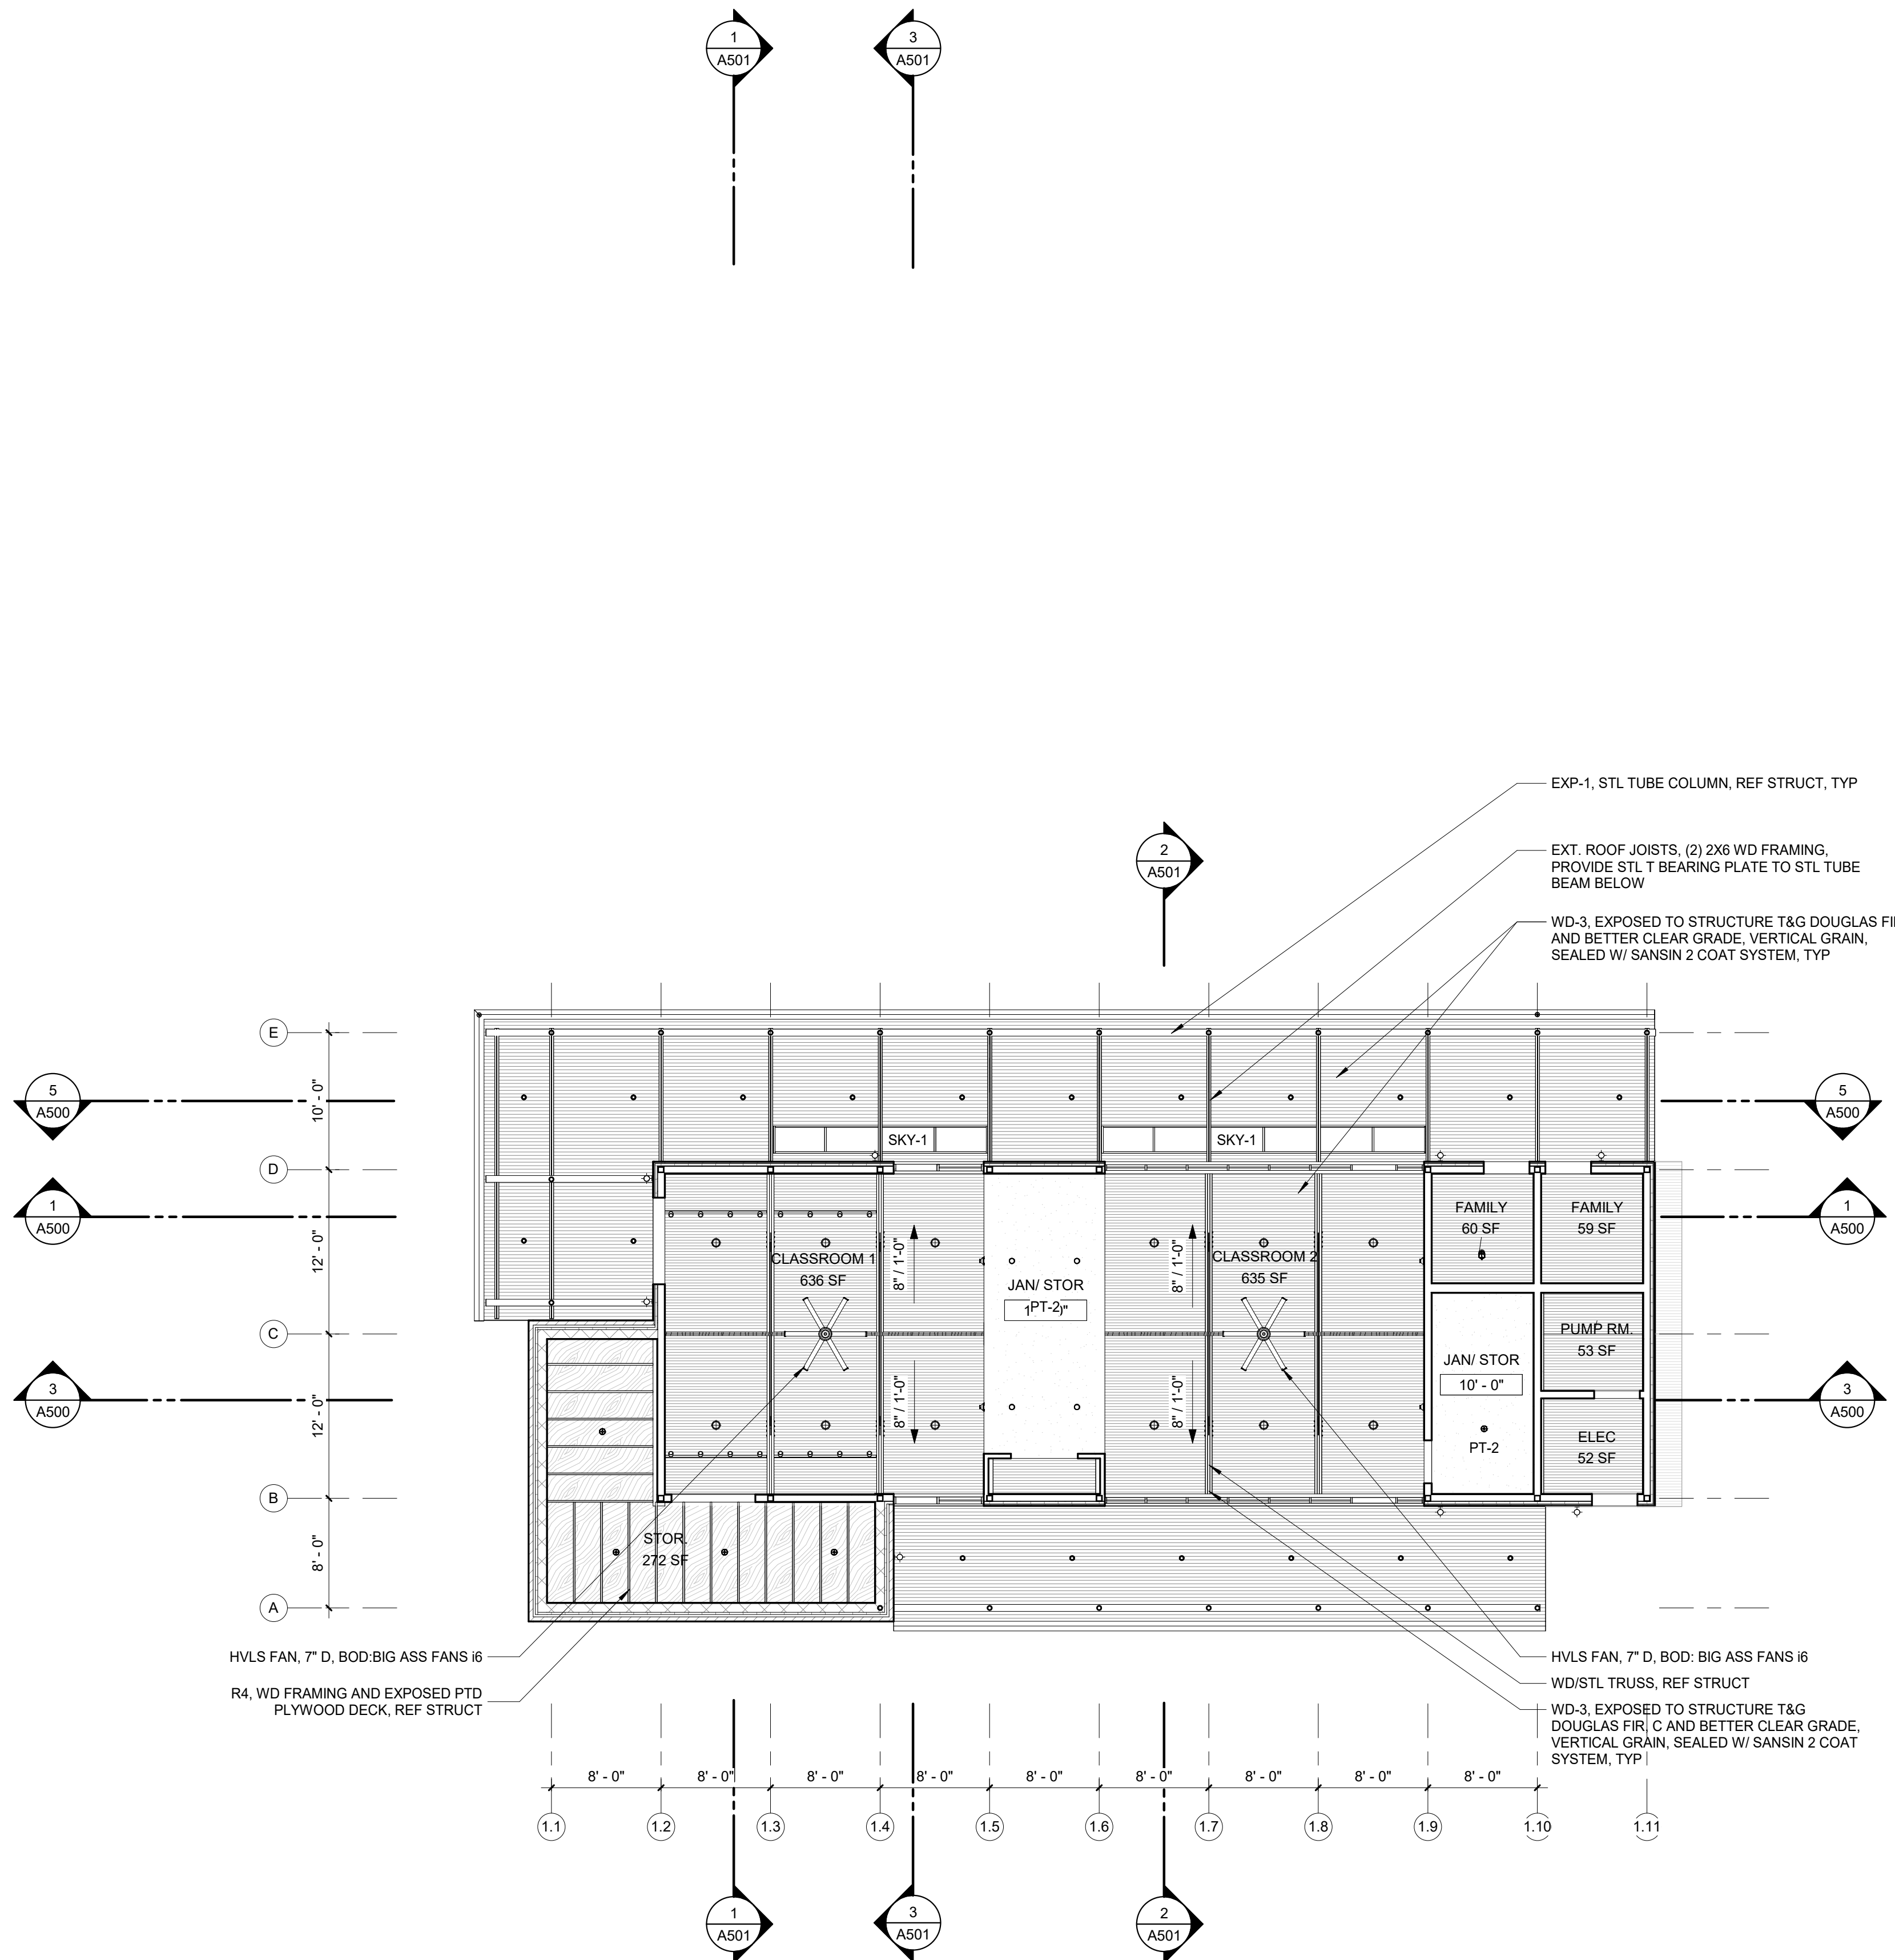 1
A501
3
A501
EXP-1, STL TUBE COLUMN, REF STRUCT, TYP
2
A501
EXT. ROOF JOISTS, (2) 2X6 WD FRAMING,
PROVIDE STL T BEARING PLATE TO STL TUBE
BEAM BELOW
WD-3, EXPOSED TO STRUCTURE T&G DOUGLAS
AND BETTER CLEAR GRADE, VERTICAL GRAIN,
SEALED W/ SANSIN 2 COAT SYSTEM, TYP
E
5
A500
10' - 0"
5
A500
SKY-1
SKY-1
D
1
A500
12' - 0"
FAMILY
60 SF
FAMILY
59 SF
1
A500
CLASSROOM 1
636 SF
8" / 1'-0"
JAN/ STOR
PT-2
8" / 1'-0"
CLASSROOM 2
635 SF
C
PUMP RM.
53 SF
JAN/ STOR
10' - 0"
3
A500
12' - 0"
8" / 1'-0"
8" / 1'-0"
PT-2
ELEC
52 SF
3
A500
B
8' - 0"
STOR.
272 SF
A
HVLS FAN, 7" D, BOD:BIG ASS FANS i6
R4, WD FRAMING AND EXPOSED PTD
PLYWOOD DECK, REF STRUCT
HVLS FAN, 7" D, BOD: BIG ASS FANS i6
WD/STL TRUSS, REF STRUCT
WD-3, EXPOSED TO STRUCTURE T&G
DOUGLAS FIR, C AND BETTER CLEAR GRADE,
VERTICAL GRAIN, SEALED W/ SANSIN 2 COAT
SYSTEM, TYP
8' - 0" 8' - 0" 8' - 0" 8' - 0" 8' - 0" 8' - 0" 8' - 0" 8' - 0" 8' - 0"
1.1 1.2 1.3 1.4 1.5 1.6 1.7 1.8 1.9 1.10 1.11
1
A501
3
A501
2
A501